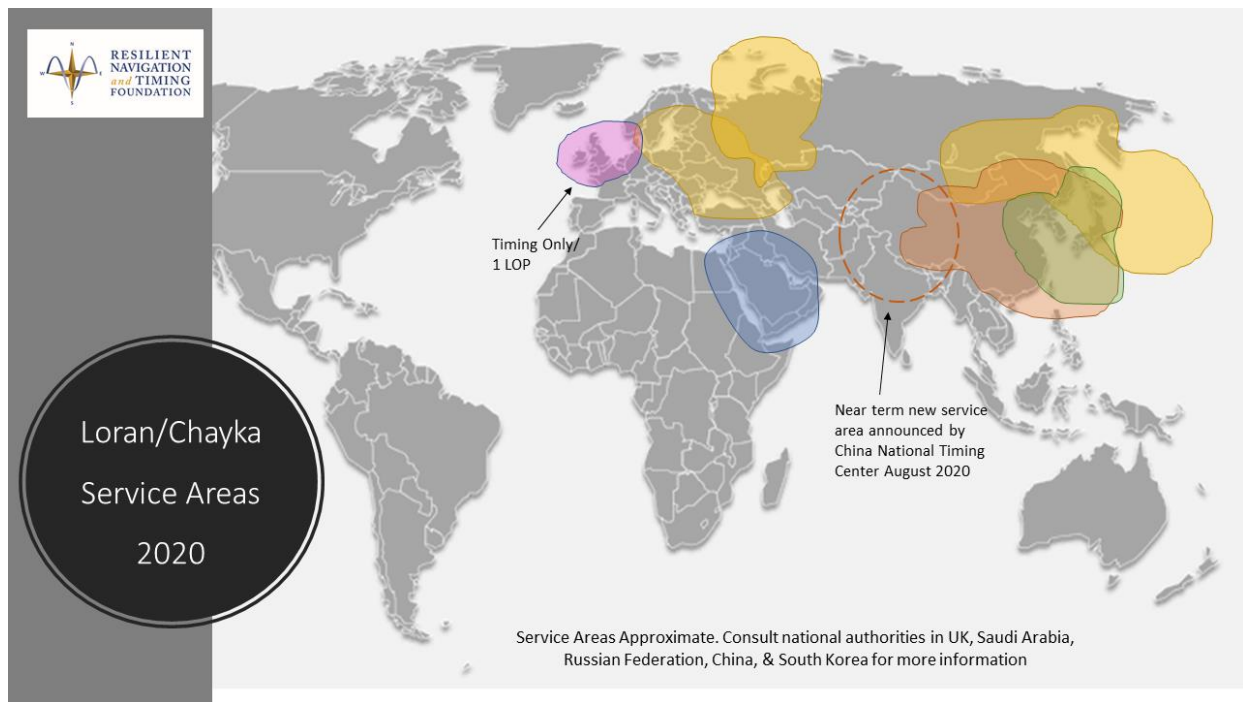 N
W E
S
RESILIENT
NAVIGATION
and TIMING
FOUNDATION
Timing Only/
1 LOP
Near term new service
area announced by
China National Timing
Center August 2020
Loran/Chayka
Service Areas
2020
Service Areas Approximate. Consult national authorities in UK, Saudi Arabia,
Russian Federation, China, & South Korea for more information